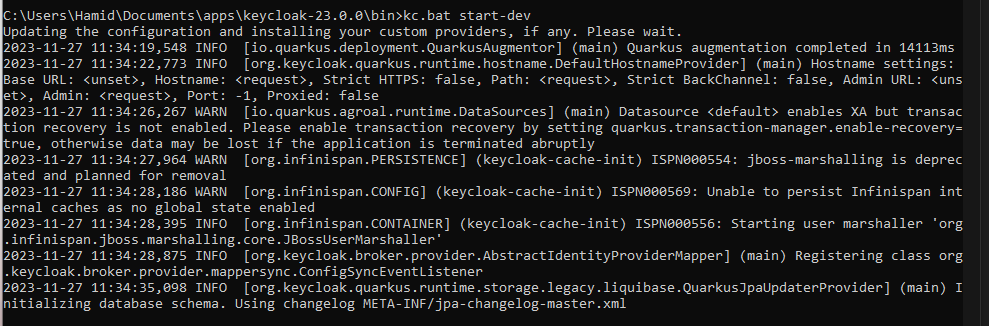 C:\Users\Hamid\Documents\apps\keycloak-23.0.0\bin>kc.bat start-dev
Updating the configuration and installing your custom providers, if any. Please wait.
2023-11-27 11:34:19,548 INFO  [io.quarkus.deployment.QuarkusAugmentor] (main) Quarkus augmentation completed in 14113ms
2023-11-27 11:34:22,773 INFO  [org.keycloak.quarkus.runtime.hostname.DefaultHostnameProvider] (main) Hostname settings:
Base URL: <unset>, Hostname: <request>, Strict HTTPS: false, Path: <request>, Strict BackChannel: false, Admin URL: <uns
et>, Admin: <request>, Port: -1, Proxied: false
2023-11-27 11:34:26,267 WARN  [io.quarkus.agroal.runtime.DataSources] (main) Datasource <default> enables XA but transac
tion recovery is not enabled. Please enable transaction recovery by setting quarkus.transaction-manager.enable-recovery=
true, otherwise data may be lost if the application is terminated abruptly
2023-11-27 11:34:27,964 WARN  [org.infinispan.PERSISTENCE] (keycloak-cache-init) ISPN000554: jboss-marshalling is deprec
ated and planned for removal
2023-11-27 11:34:28,186 WARN  [org.infinispan.CONFIG] (keycloak-cache-init) ISPN000569: Unable to persist Infinispan int
ernal caches as no global state enabled
2023-11-27 11:34:28,395 INFO  [org.infinispan.CONTAINER] (keycloak-cache-init) ISPN000556: Starting user marshaller 'org
.infinispan.jboss.marshalling.core.JBossUserMarshaller'
2023-11-27 11:34:28,875 INFO  [org.keycloak.broker.provider.AbstractIdentityProviderMapper] (main) Registering class org
.keycloak.broker.provider.mappersync.ConfigSyncEventListener
2023-11-27 11:34:35,098 INFO  [org.keycloak.quarkus.runtime.storage.legacy.liquibase.QuarkusJpaUpdaterProvider] (main) I
nitializing database schema. Using changelog META-INF/jpa-changelog-master.xml